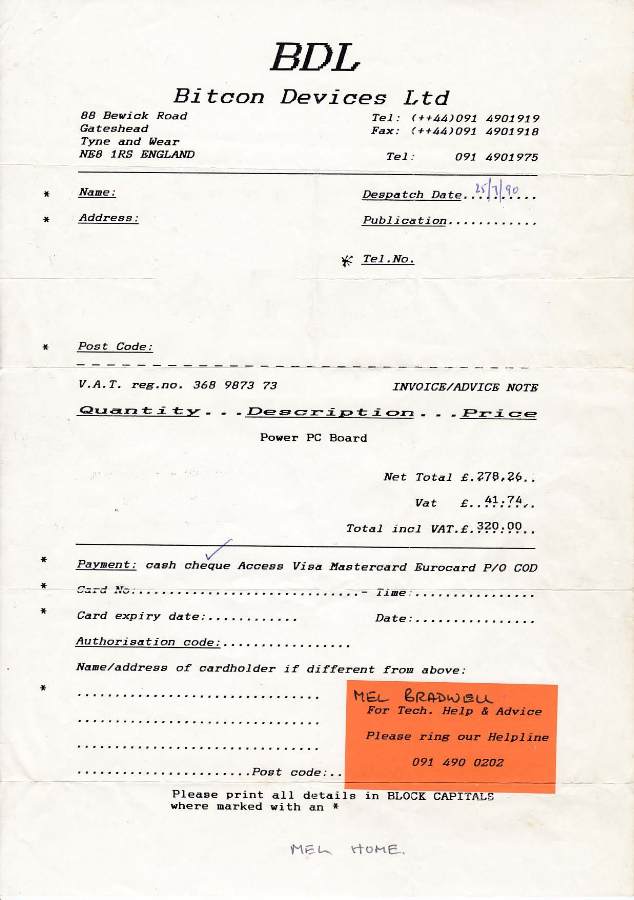 BDL
Bitcon Devices Ltd
88 Bewick Road
Gateshead
Tyne and Wear
NE8 1RS ENGLAND
Tel: (++44)091 4901919
Fax: (++44)091 4901918
Tel: 091 4901975
* Name:
Despatch Date..25/7/90........
* Address:
Publication............
* Tel.No.
* Post Code:
V.A.T. reg.no. 368 9873 73 INVOICE/ADVICE NOTE
Quantity...Description...Price
Power PC Board
Net Total £.278.26..
Vat £..41.74..
Total incl VAT.£.320.00...
* Payment: cash cheque Access Visa Mastercard Eurocard P/O COD
* Card No:..............................- Time:...............
* Card expiry date:............ Date:...............
Authorisation code:.................
Name/address of cardholder if different from above:
* ...............................
...............................
...............................
......................Post code:..
MEL BRADWELL
For Tech. Help & Advice
Please ring our Helpline
091 490 0202
Please print all details in BLOCK CAPITALS
where marked with an *
MEL HOME.